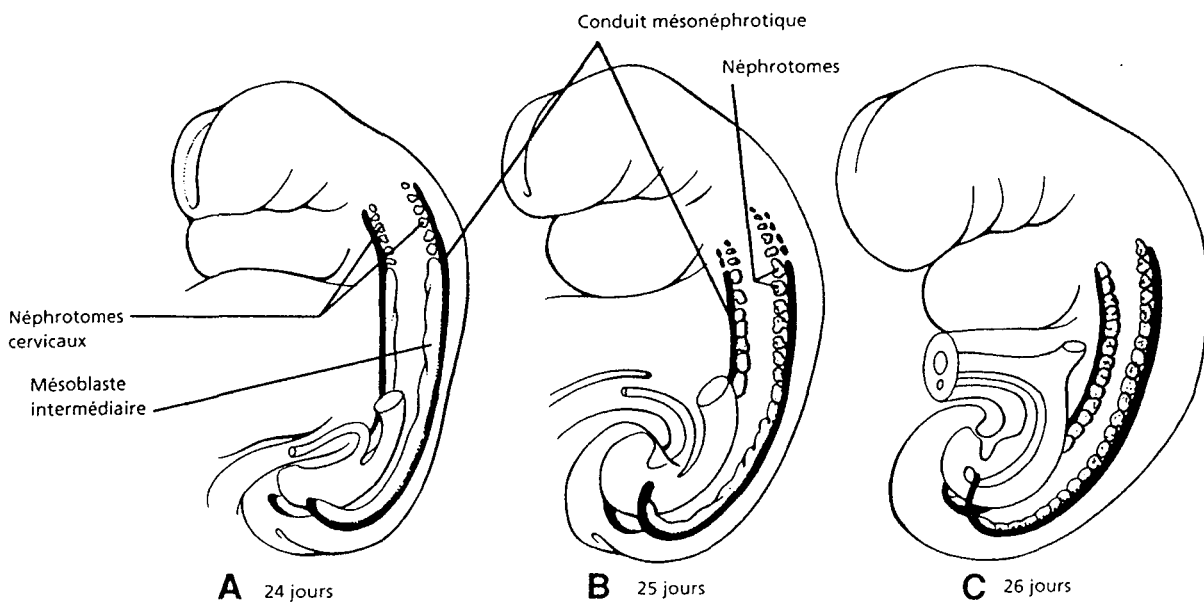 Conduit mésonéphrotique
Néphrotomes
Néphrotomes
cervicaux
Mésoblaste
intermédiaire
A 24 jours
B 25 jours
C 26 jours